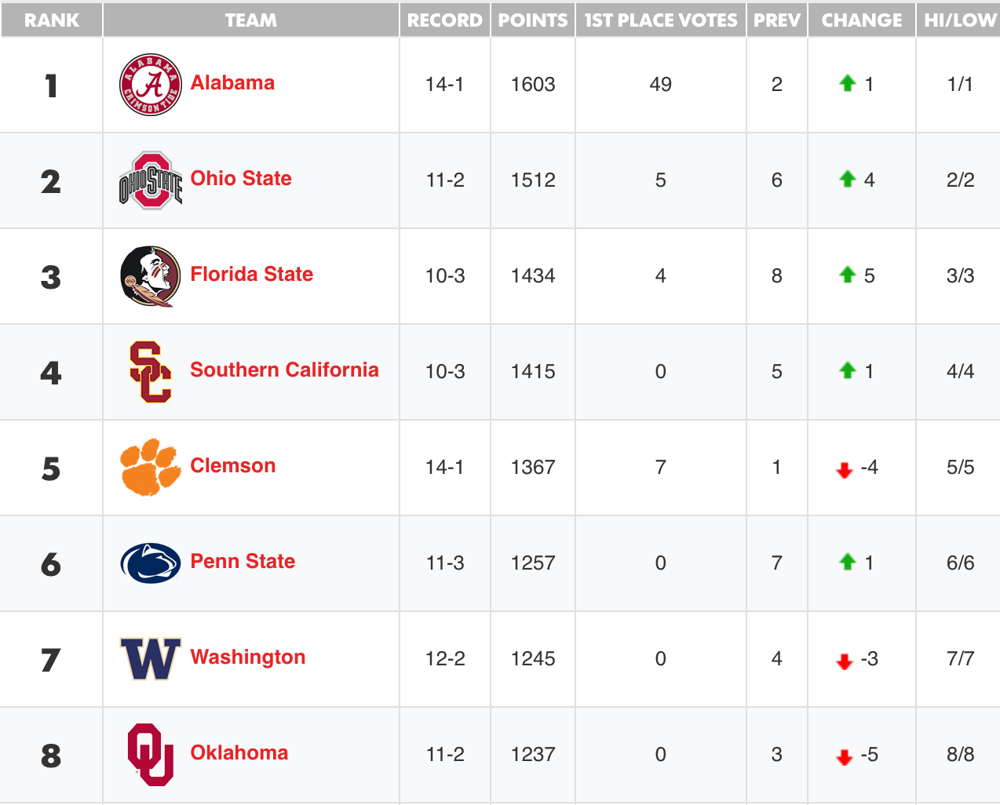 RANK TEAM RECORD POINTS 1ST PLACE VOTES PREV CHANGE HI/LOW
1 ALABAMA A CRIMSON TIDE Alabama 14-1 1603 49 2 1 1/1
2 OHIO STATE Ohio State 11-2 1512 5 6 4 2/2
3 Florida State 10-3 1434 4 8 5 3/3
4 SC Southern California 10-3 1415 0 5 1 4/4
5 Clemson 14-1 1367 7 1 -4 5/5
6 Penn State 11-3 1257 0 7 1 6/6
7 W Washington 12-2 1245 0 4 -3 7/7
8 OU Oklahoma 11-2 1237 0 3 -5 8/8